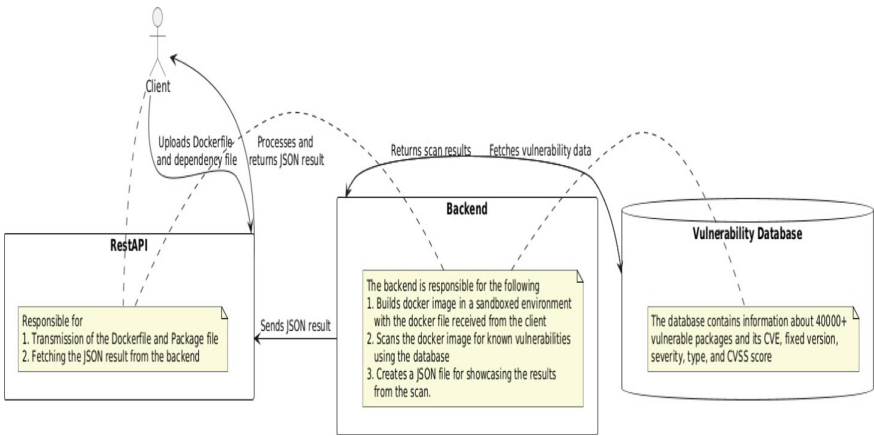 Client
Uploads Dockerfile
and dependency file
Processes and
returns JSON result
Returns scan results
Fetches vulnerability data
RestAPI
Responsible for
1. Transmission of the Dockerfile and Package file
2. Fetching the JSON result from the backend
Sends JSON result
Backend
The backend is responsible for the following
1. Builds docker image in a sandboxed environment
with the docker file received from the client
2. Scans the docker image for known vulnerabilities
using the database
3. Creates a JSON file for showcasing the results
from the scan.
Vulnerability Database
The database contains information about 40000+
vulnerable packages and its CVE, fixed version,
severity, type, and CVSS score